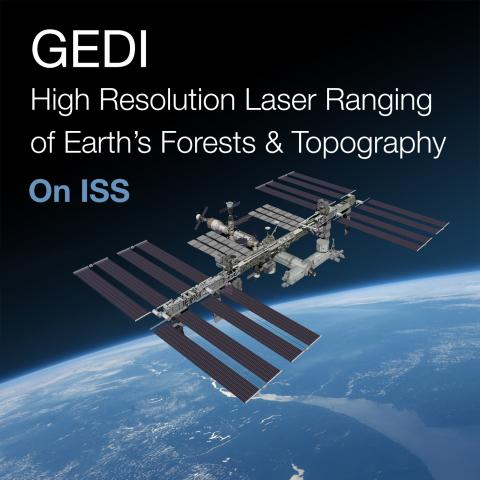 GEDI
High Resolution Laser Ranging
of Earth’s Forests & Topography
On ISS